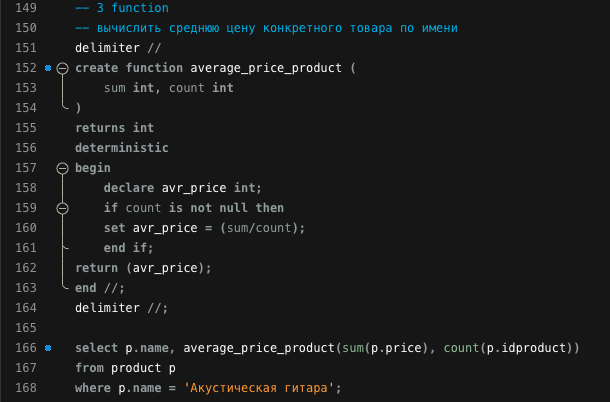 149 -- 3 function
150 -- вычислить среднюю цену конкретного товара по имени
151 delimiter //
152 create function average_price_product (
153 sum int, count int
154 )
155 returns int
156 deterministic
157 begin
158 declare avr_price int;
159 if count is not null then
160 set avr_price = (sum/count);
161 end if;
162 return (avr_price);
163 end //;
164 delimiter //;
165
166 select p.name, average_price_product(sum(p.price), count(p.idproduct))
167 from product p
168 where p.name = 'Акустическая гитара';